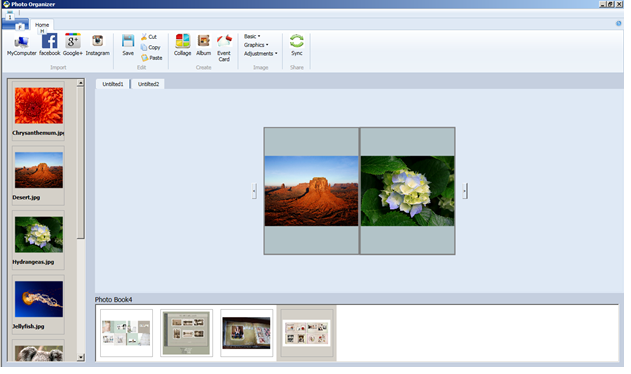 Photo Organizer
Home
H
MyComputer
facebook
Google+
Instagram
Import
Save
Cut
Copy
Paste
Edit
Collage
Album
Event Card
Create
Basic
Graphics
Adjustments
Image
Sync
Share
Untitled1
Untitled2
Chrysanthemum.jpg
Desert.jpg
Hydrangeas.jpg
Jellyfish.jpg
Photo Book4